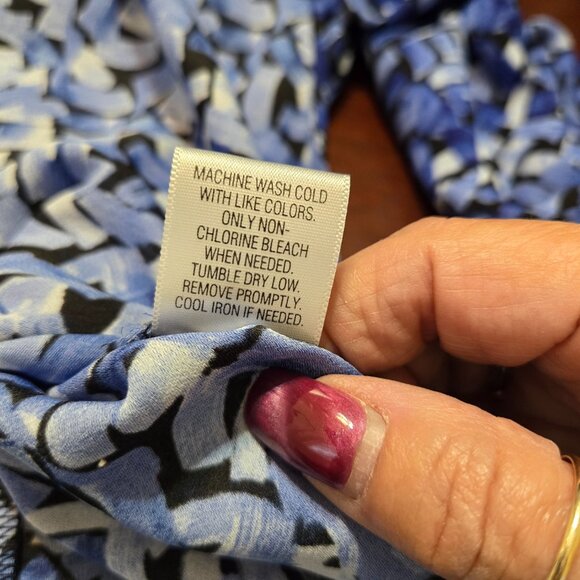 MACHINE WASH COLD
WITH LIKE COLORS.
ONLY NON-
CHLORINE BLEACH
WHEN NEEDED.
TUMBLE DRY LOW.
REMOVE PROMPTLY.
COOL IRON IF NEEDED.